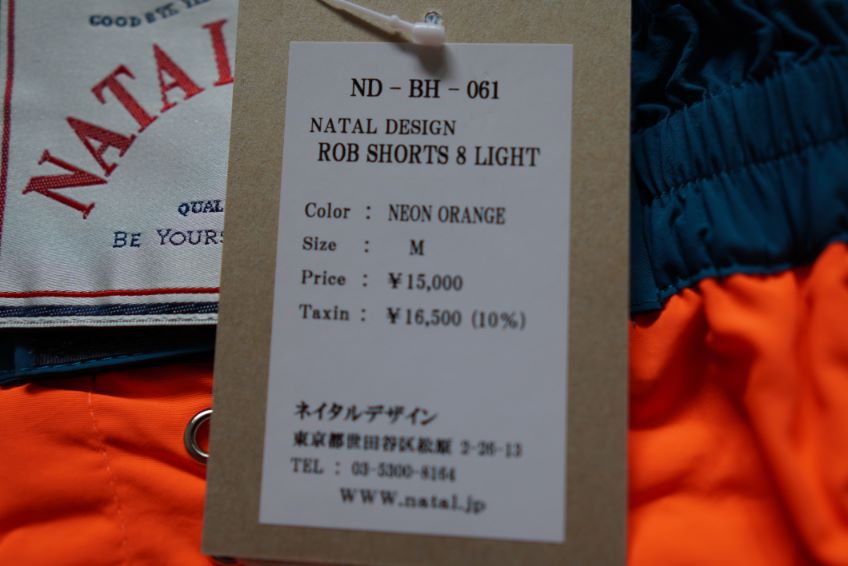 GOOD BYE
NATAL
QUAL
BE YOURS
ND - BH - 061
NATAL DESIGN
ROB SHORTS 8 LIGHT
Color : NEON ORANGE
Size : M
Price : ¥15,000
Taxin : ¥16,500 (10%)
ネイタルデザイン
東京都世田谷区松原 2-26-13
TEL : 03-5300-8164
WWW.natal.jp